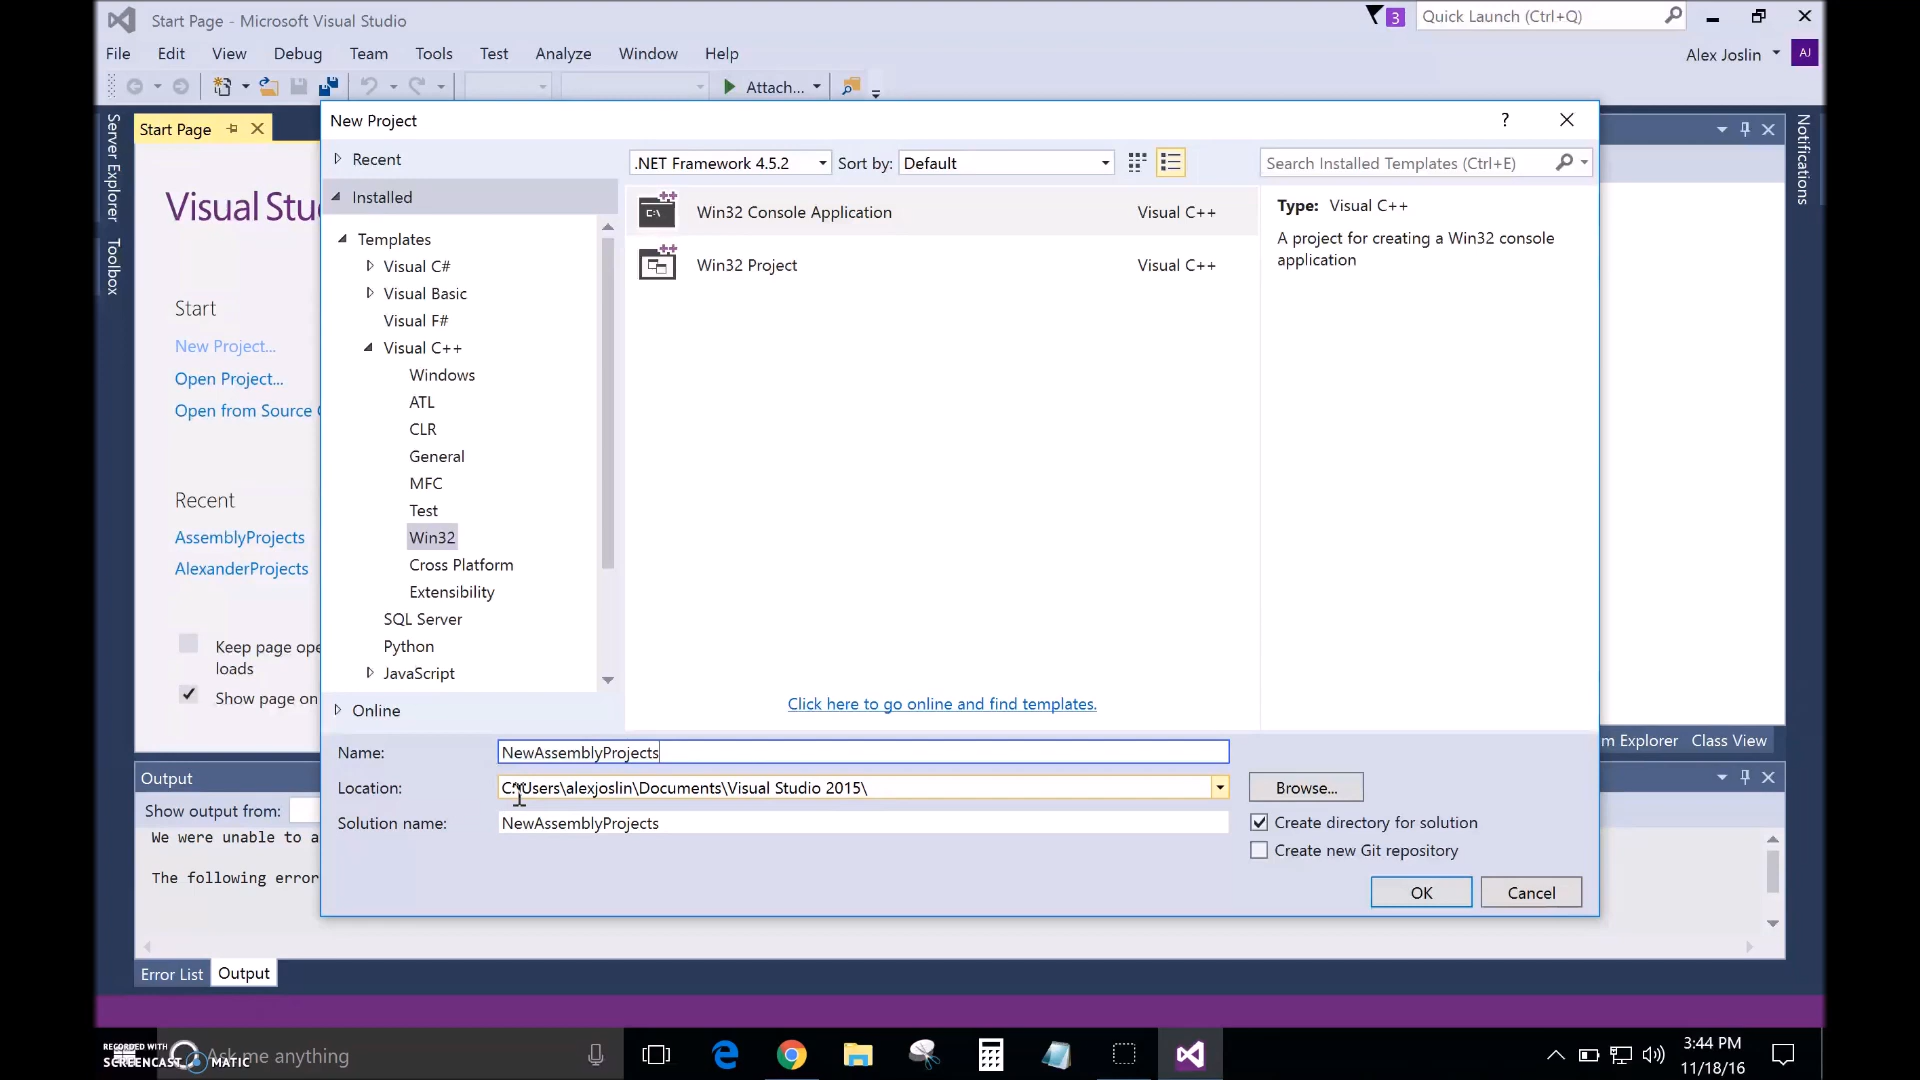 Start Page - Microsoft Visual Studio
3
Quick Launch (Ctrl+Q)
File Edit View Debug Team Tools Test Analyze Window Help
Alex Joslin
AJ
Attach...
Server Explorer
Toolbox
Start Page
Notifications
Visual Stu
Start
New Project...
Open Project...
Open from Source
Recent
AssemblyProjects
AlexanderProjects
Keep page ope
loads
Show page on
New Project
?
Recent
Installed
Templates
Visual C#
Visual Basic
Visual F#
Visual C++
Windows
ATL
CLR
General
MFC
Test
Win32
Cross Platform
Extensibility
SQL Server
Python
JavaScript
Online
.NET Framework 4.5.2
Sort by: Default
Search Installed Templates (Ctrl+E)
Win32 Console Application Visual C++
Win32 Project Visual C++
Type: Visual C++
A project for creating a Win32 console
application
Click here to go online and find templates.
Name: NewAssemblyProjects
Location: C:\Users\alexjoslin\Documents\Visual Studio 2015\
Browse...
Solution name: NewAssemblyProjects
Create directory for solution
Create new Git repository
OK Cancel
m Explorer Class View
Output
Show output from:
We were unable to a
The following error
Error List Output
RECORDED WITH
SCREENCAST MATIC
Ask me anything
3:44 PM
11/18/16